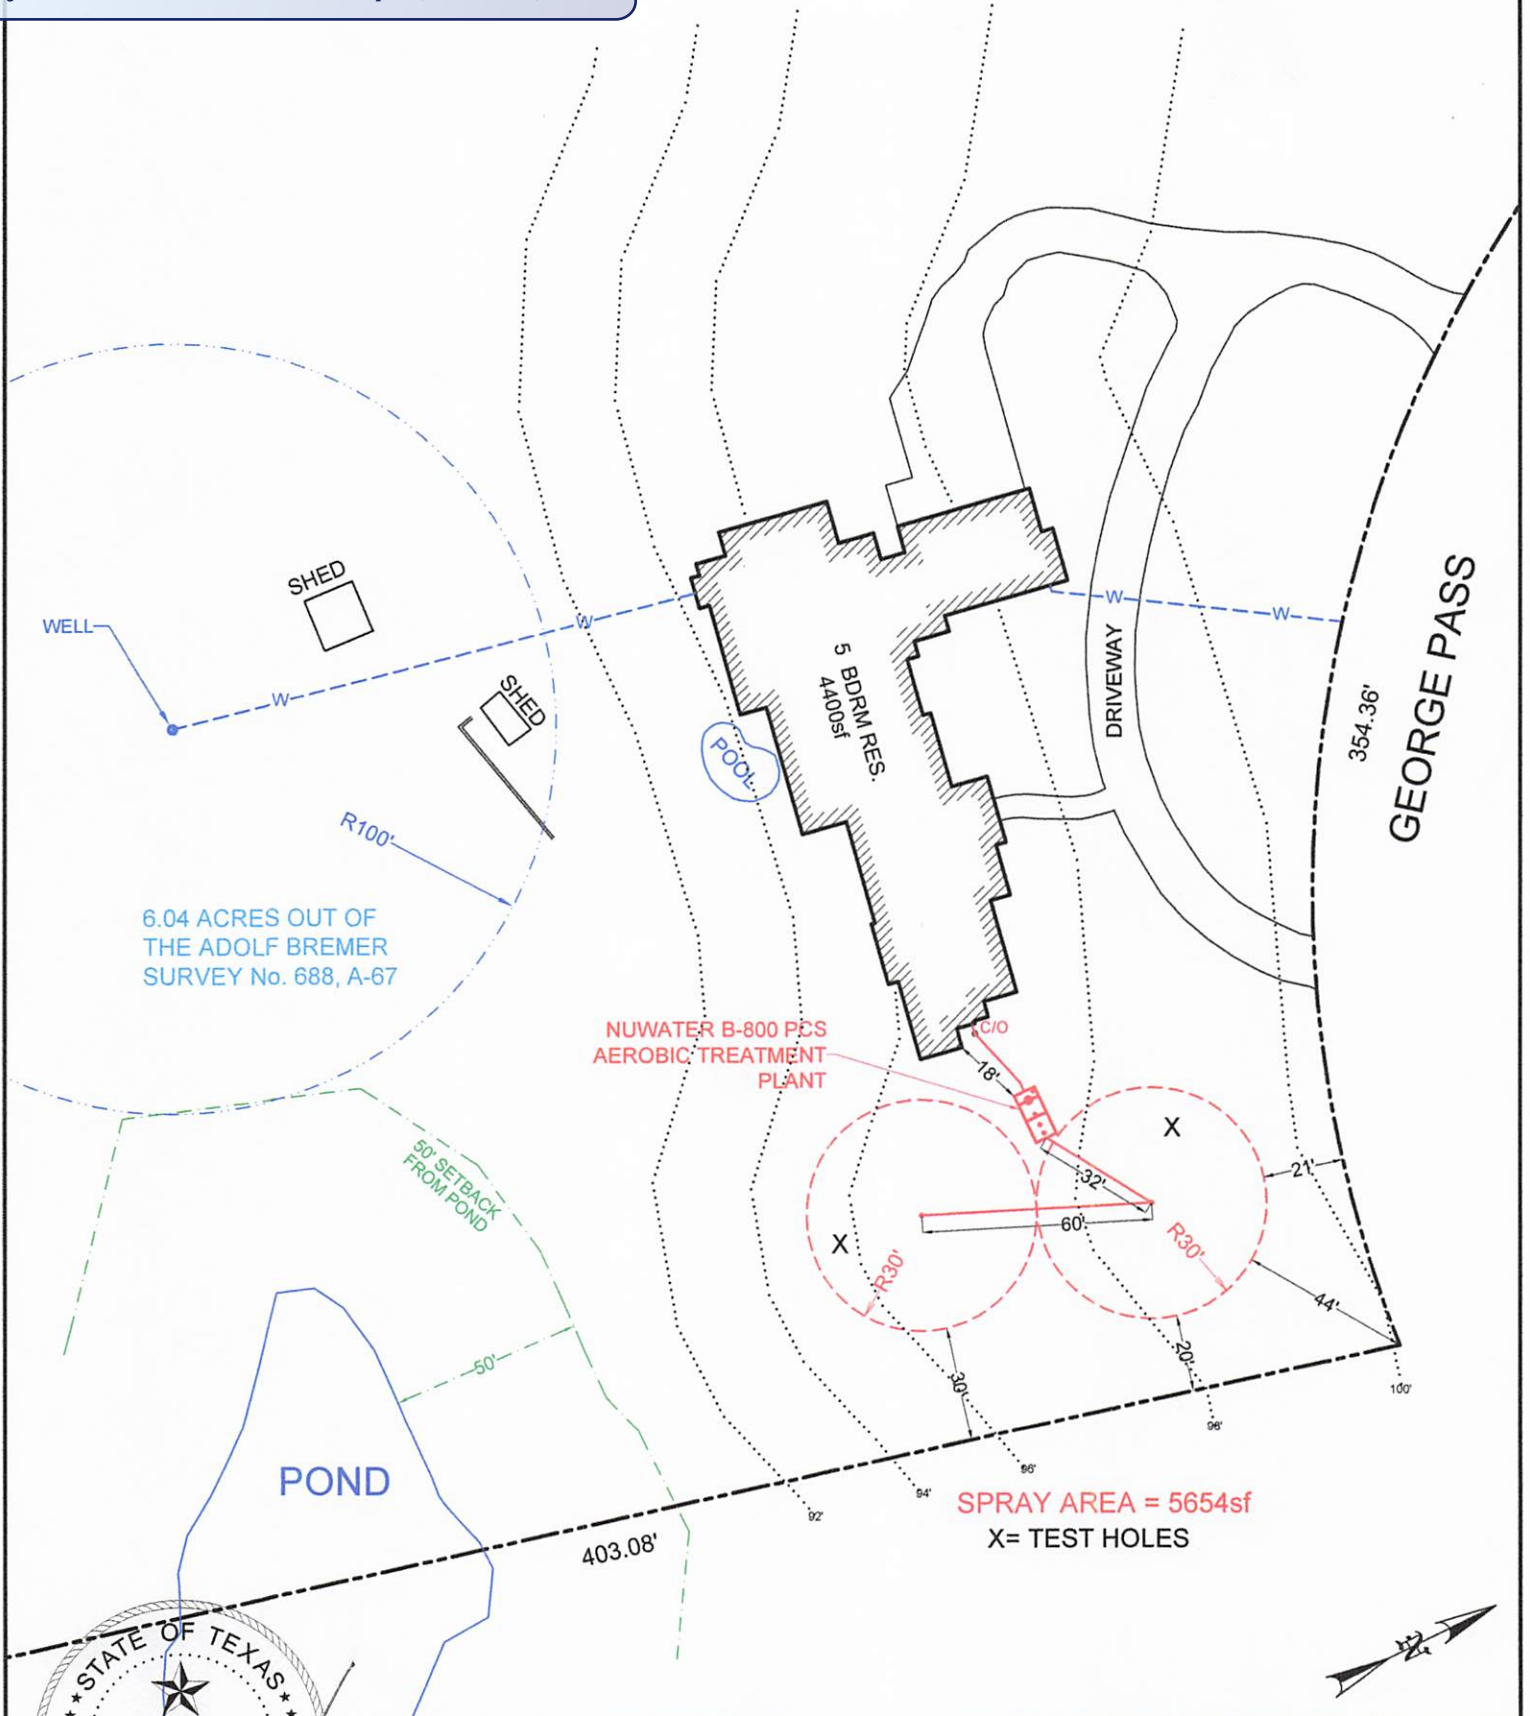 SHED
WELL
W
W
SHED
W
W
5 BDRM RES.
4400sf
POOL
DRIVEWAY
354.36'
GEORGE PASS
R100'
6.04 ACRES OUT OF
THE ADOLF BREMER
SURVEY No. 688, A-67
NUWATER B-800 PCS
AEROBIC TREATMENT
PLANT
C/O
18'
X
50' SETBACK
FROM POND
32'
21'
60'
X
R30'
R30'
44'
50'
30'
20'
100'
98'
96'
94'
92'
POND
SPRAY AREA = 5654sf
X= TEST HOLES
403.08'
STATE OF TEXAS
N